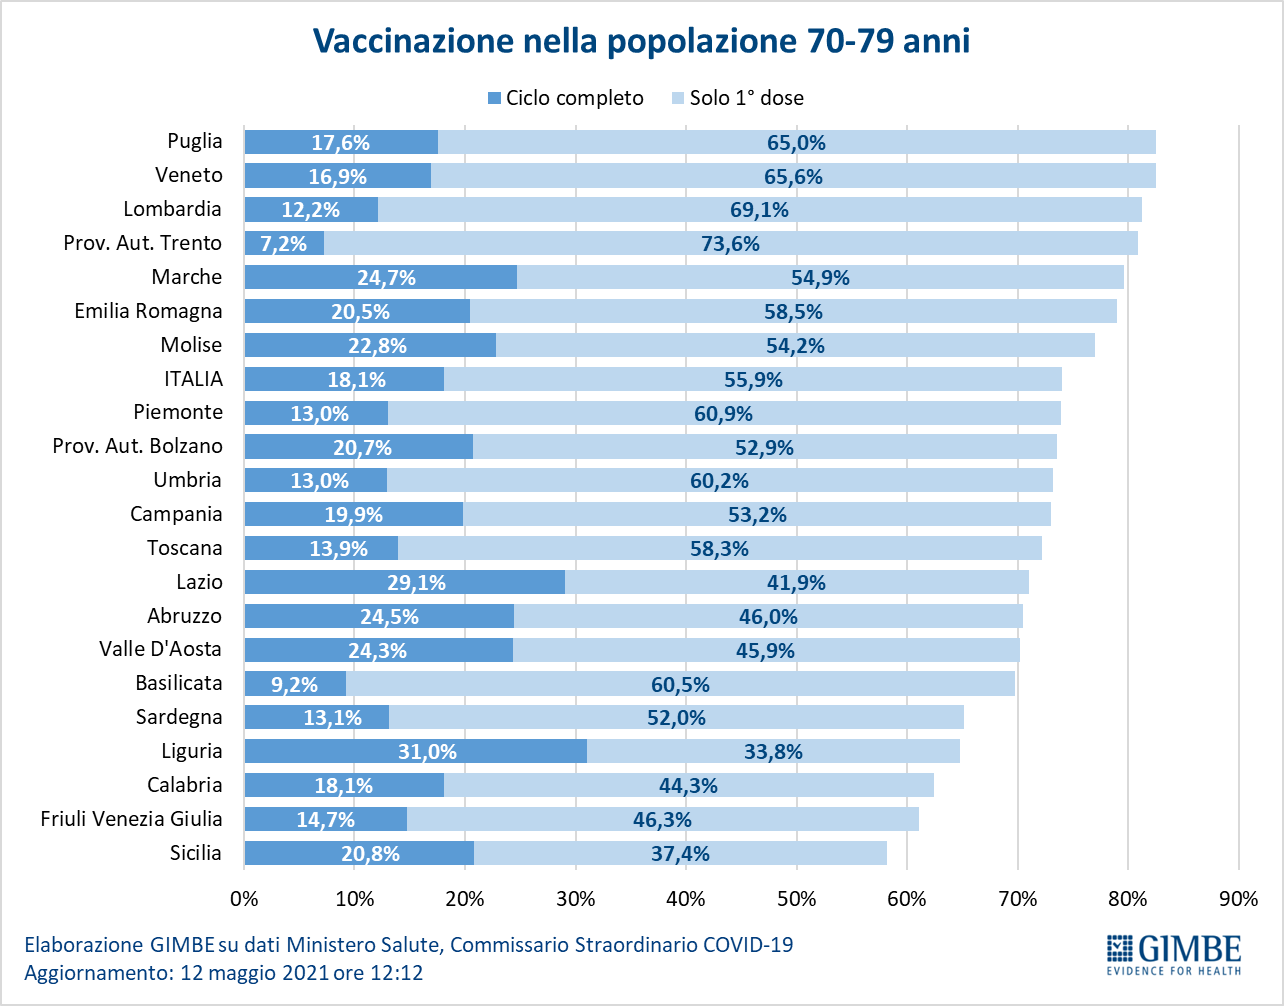 Vaccinazione nella popolazione 70-79 anni
Ciclo completo Solo 1° dose
Puglia 17,6% 65,0%
Veneto 16,9% 65,6%
Lombardia 12,2% 69,1%
Prov. Aut. Trento 7,2% 73,6%
Marche 24,7% 54,9%
Emilia Romagna 20,5% 58,5%
Molise 22,8% 54,2%
ITALIA 18,1% 55,9%
Piemonte 13,0% 60,9%
Prov. Aut. Bolzano 20,7% 52,9%
Umbria 13,0% 60,2%
Campania 19,9% 53,2%
Toscana 13,9% 58,3%
Lazio 29,1% 41,9%
Abruzzo 24,5% 46,0%
Valle D'Aosta 24,3% 45,9%
Basilicata 9,2% 60,5%
Sardegna 13,1% 52,0%
Liguria 31,0% 33,8%
Calabria 18,1% 44,3%
Friuli Venezia Giulia 14,7% 46,3%
Sicilia 20,8% 37,4%
0% 10% 20% 30% 40% 50% 60% 70% 80% 90%
Elaborazione GIMBE su dati Ministero Salute, Commissario Straordinario COVID-19
Aggiornamento: 12 maggio 2021 ore 12:12
GIMBE
EVIDENCE FOR HEALTH